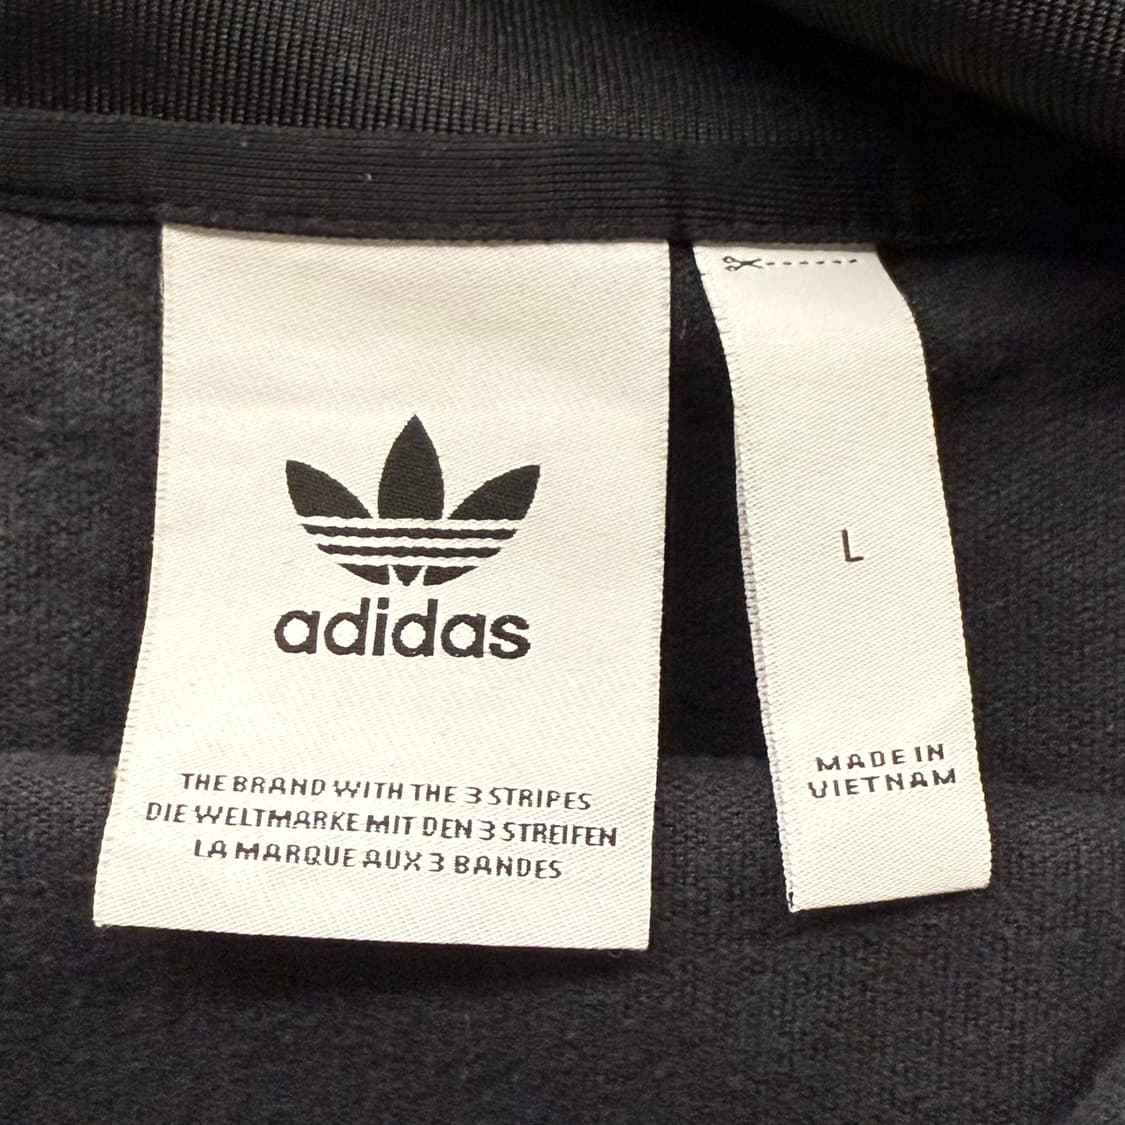 adidas
THE BRAND WITH THE 3 STRIPES
DIE WELTMARKE MIT DEN 3 STREIFEN
LA MARQUE AUX 3 BANDES
L
MADE IN
VIETNAM